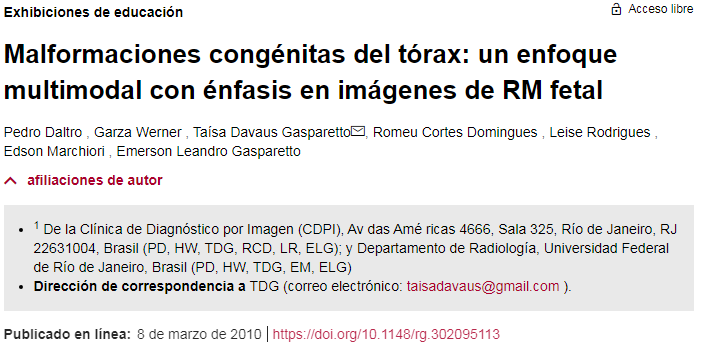 Exhibiciones de educación
Acceso libre
Malformaciones congénitas del tórax: un enfoque
multimodal con énfasis en imágenes de RM fetal
Pedro Daltro , Garza Werner , Taísa Davaus Gasparetto , Romeu Cortes Domingues , Leise Rodrigues ,
Edson Marchiori , Emerson Leandro Gasparetto
afiliaciones de autor
• 1 De la Clínica de Diagnóstico por Imagen (CDPI), Av das Amé ricas 4666, Sala 325, Río de Janeiro, RJ
22631004, Brasil (PD, HW, TDG, RCD, LR, ELG); y Departamento de Radiología, Universidad Federal
de Río de Janeiro, Brasil (PD, HW, TDG, EM, ELG)
• Dirección de correspondencia a TDG (correo electrónico: taisadavaus@gmail.com ).
Publicado en línea: 8 de marzo de 2010 | https://doi.org/10.1148/rg.302095113